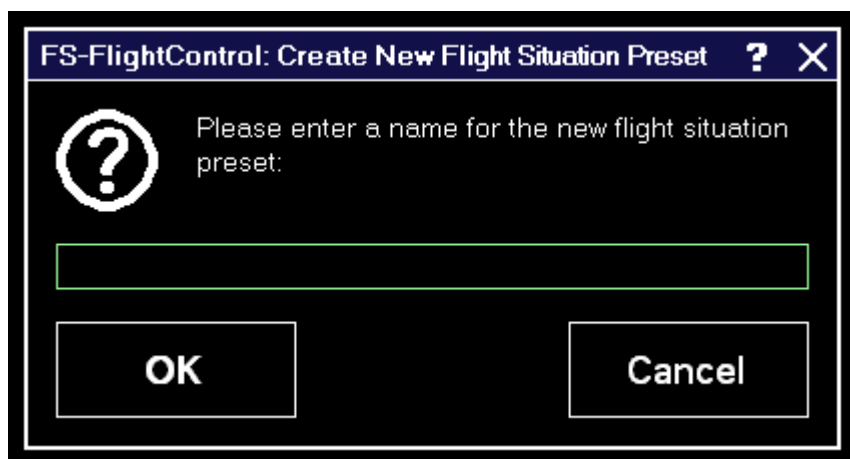 FS-FlightControl: Create New Flight Situation Preset ? X
? Please enter a name for the new flight situation
preset:
OK Cancel